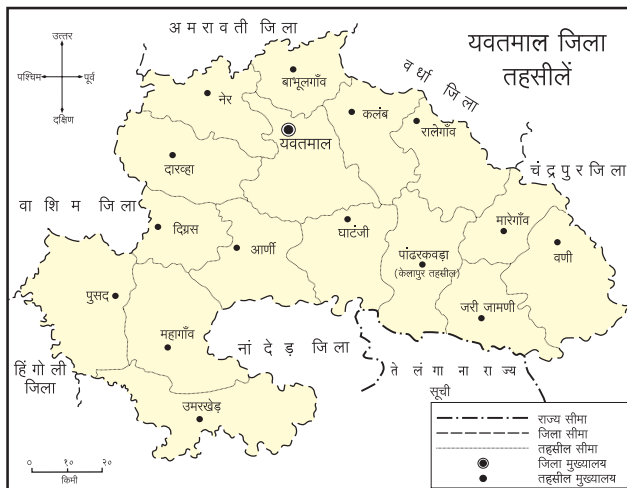 अमरावती जिला
यवतमाल जिला
तहसीलें
उत्तर
पश्चिम
पूर्व
दक्षिण
वर्धा जिला
बाभूलगाँव
नेर
कलंब
रालेगाँव
यवतमाल
दारव्हा
चंद्रपुर जिला
वाशिम जिला
दिग्रस
आर्णी
घाटंजी
मारेगाँव
वणी
पांढरकवड़ा
(केलापुर तहसील)
पुसद
जरी जामणी
महागाँव
नांदेड़ जिला
हिंगोली
जिला
तेलंगाना राज्य
उमरखेड़
सूची
राज्य सीमा
जिला सीमा
तहसील सीमा
जिला मुख्यालय
तहसील मुख्यालय
० १० २०
किमी